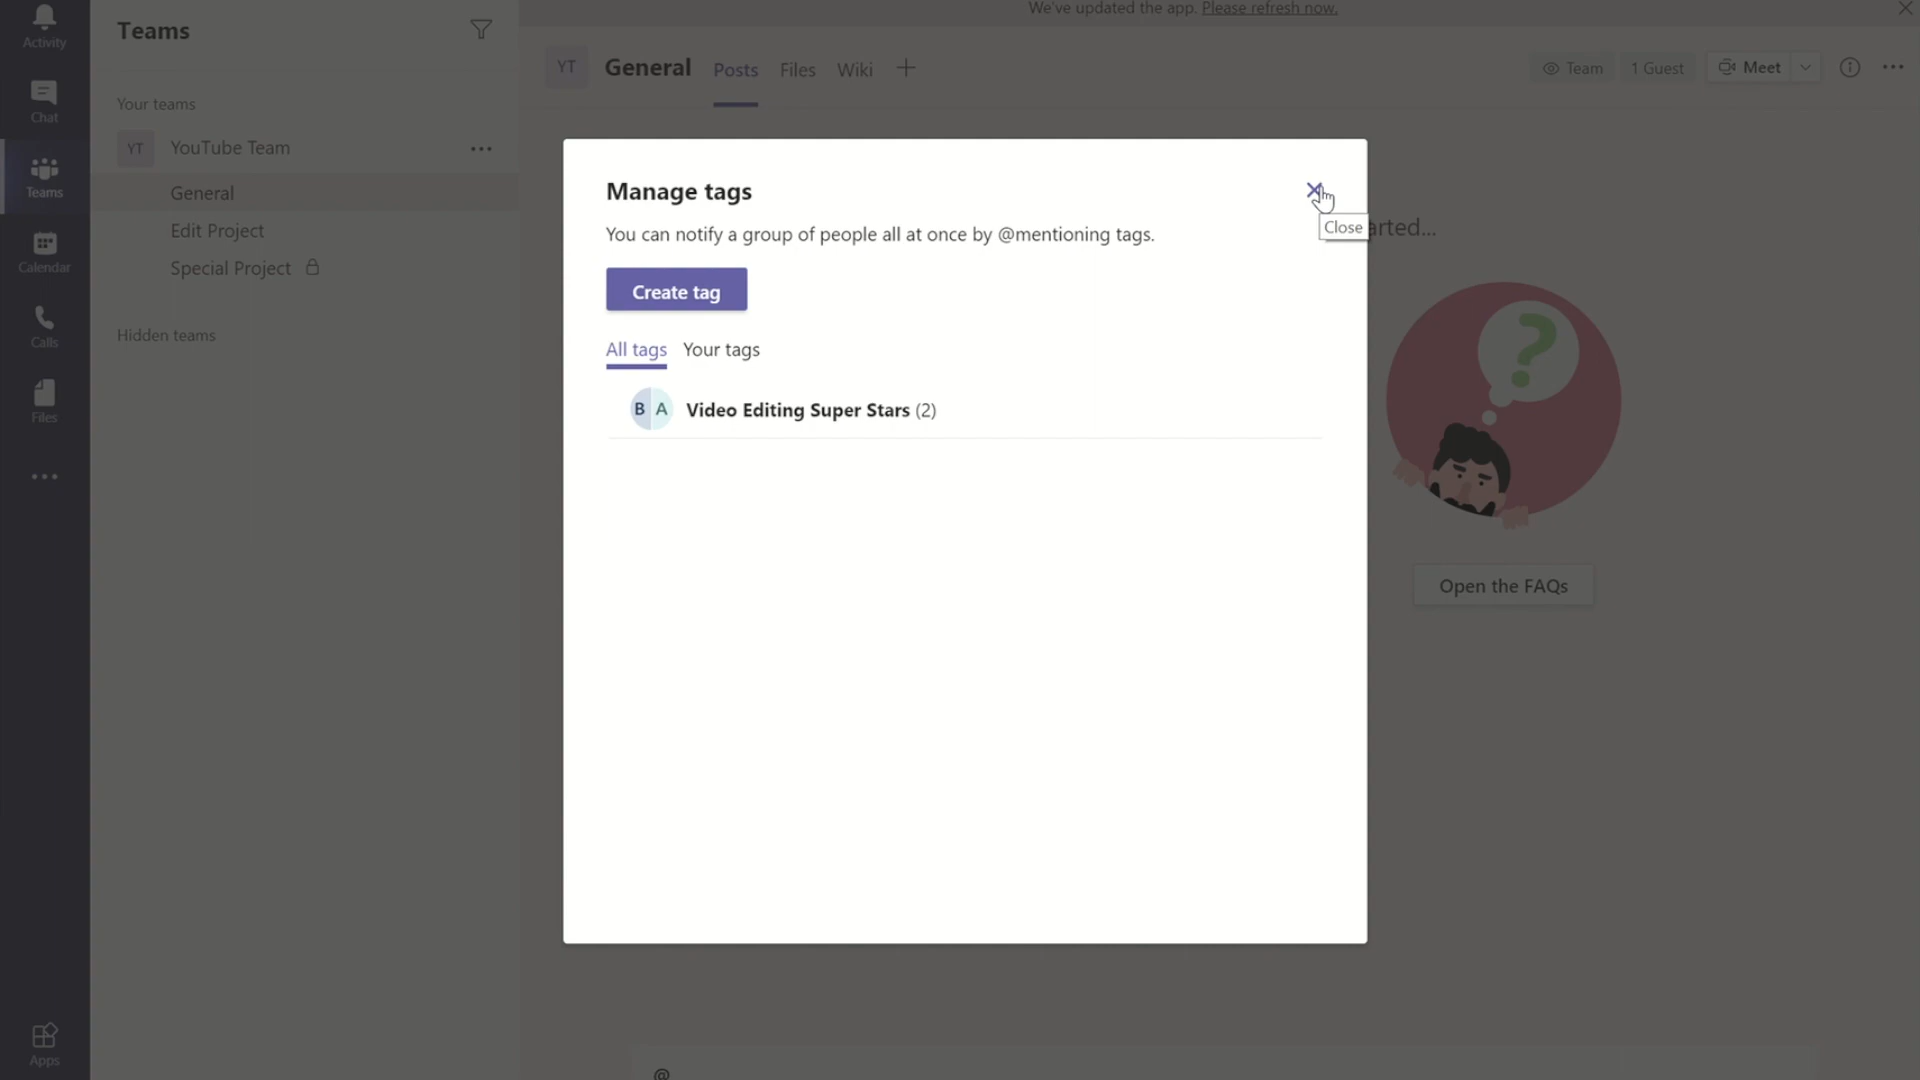 We've updated the app. Please refresh now.
Activity
Teams
YT General Posts Files Wiki
Team 1 Guest Meet
Chat
Your teams
YT YouTube Team
Teams
General
Edit Project
Calendar
Special Project
Calls
Hidden teams
Files
Apps
Manage tags
Close
arted...
You can notify a group of people all at once by @mentioning tags.
Create tag
All tags Your tags
B A Video Editing Super Stars (2)
?
Open the FAQs
@